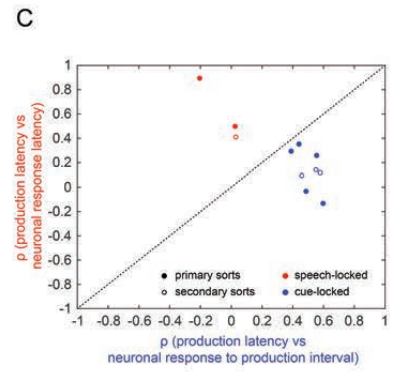 C
ρ (production latency vs
neuronal response latency)
1
0.8
0.6
0.4
0.2
0
-0.2
-0.4
-0.6
-0.8
-1
primary sorts
speech-locked
secondary sorts
cue-locked
-1 -0.8 -0.6 -0.4 -0.2 0 0.2 0.4 0.6 0.8 1
ρ (production latency vs
neuronal response to production interval)